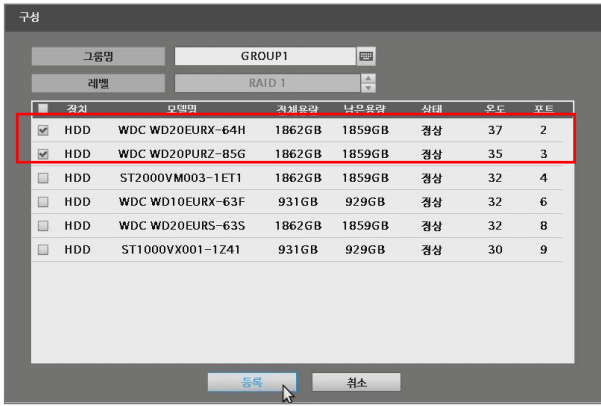 구성
그룹명 GROUP1
레벨 RAID 1
장치 모델명 전체용량 남은용량 상태 온도 포트
HDD WDC WD20EURX-64H 1862GB 1859GB 정상 37 2
HDD WDC WD20PURZ-85G 1862GB 1859GB 정상 35 3
HDD ST2000VM003-1ET1 1862GB 1859GB 정상 32 4
HDD WDC WD10EURX-63F 931GB 929GB 정상 32 6
HDD WDC WD20EURS-63S 1862GB 1859GB 정상 32 8
HDD ST1000VX001-1Z41 931GB 929GB 정상 30 9
등록 취소